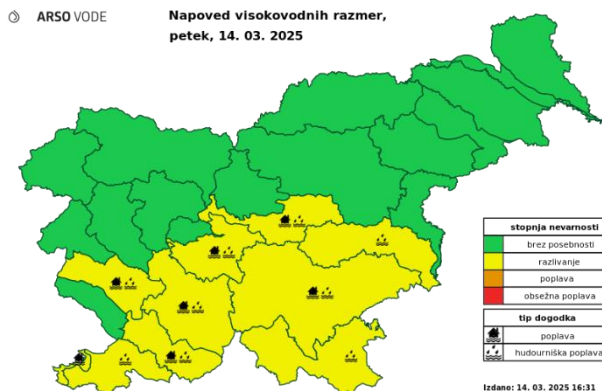 ARSO VODE
Napoved visokovodnih razmer,
petek, 14. 03. 2025
stopnja nevarnosti
brez posebnosti
razlivanje
poplava
obsežna poplava
tip dogodka
poplava
hudourniška poplava
Izdano: 14. 03. 2025 16:31